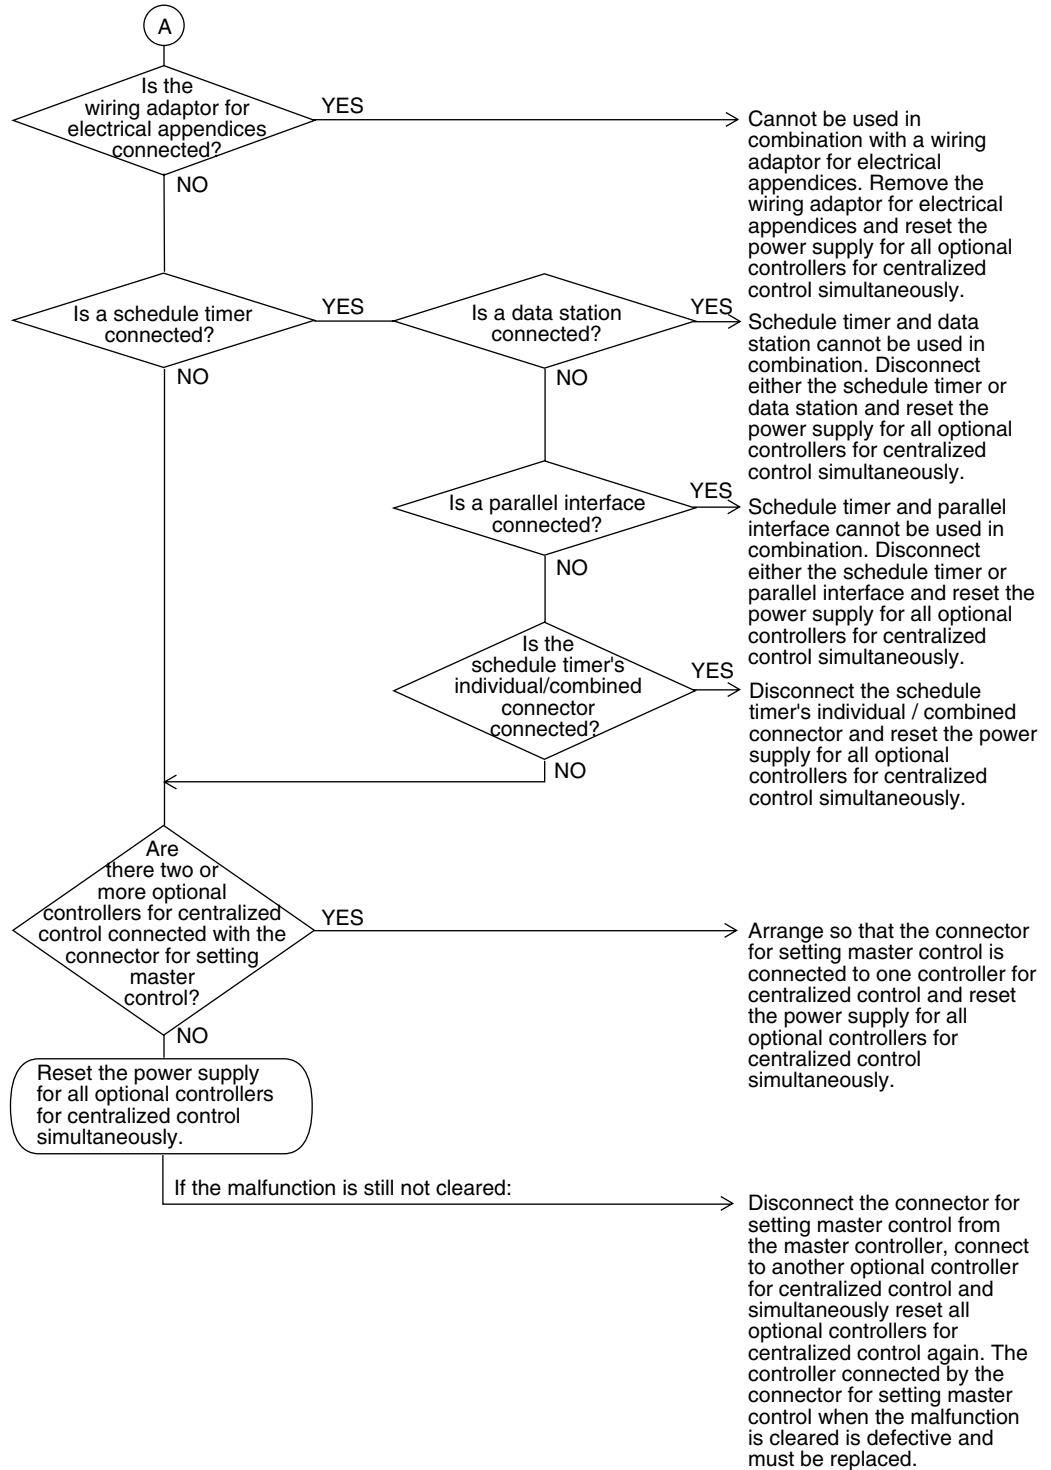 A
Is the
wiring adaptor for
electrical appendices
connected?
YES
NO
Cannot be used in
combination with a wiring
adaptor for electrical
appendices. Remove the
wiring adaptor for electrical
appendices and reset the
power supply for all optional
controllers for centralized
control simultaneously.
Is a schedule timer
connected?
YES
NO
Is a data station
connected?
YES
NO
Schedule timer and data
station cannot be used in
combination. Disconnect
either the schedule timer or
data station and reset the
power supply for all optional
controllers for centralized
control simultaneously.
Is a parallel interface
connected?
YES
NO
Schedule timer and parallel
interface cannot be used in
combination. Disconnect
either the schedule timer or
parallel interface and reset the
power supply for all optional
controllers for centralized
control simultaneously.
Is the
schedule timer's
individual/combined
connector
connected?
YES
NO
Disconnect the schedule
timer's individual / combined
connector and reset the power
supply for all optional
controllers for centralized
control simultaneously.
Are
there two or
more optional
controllers for centralized
control connected with the
connector for setting
master
control?
YES
NO
Arrange so that the connector
for setting master control is
connected to one controller for
centralized control and reset
the power supply for all
optional controllers for
centralized control
simultaneously.
Reset the power supply
for all optional controllers
for centralized control
simultaneously.
If the malfunction is still not cleared:
Disconnect the connector for
setting master control from
the master controller, connect
to another optional controller
for centralized control and
simultaneously reset all
optional controllers for
centralized control again. The
controller connected by the
connector for setting master
control when the malfunction
is cleared is defective and
must be replaced.